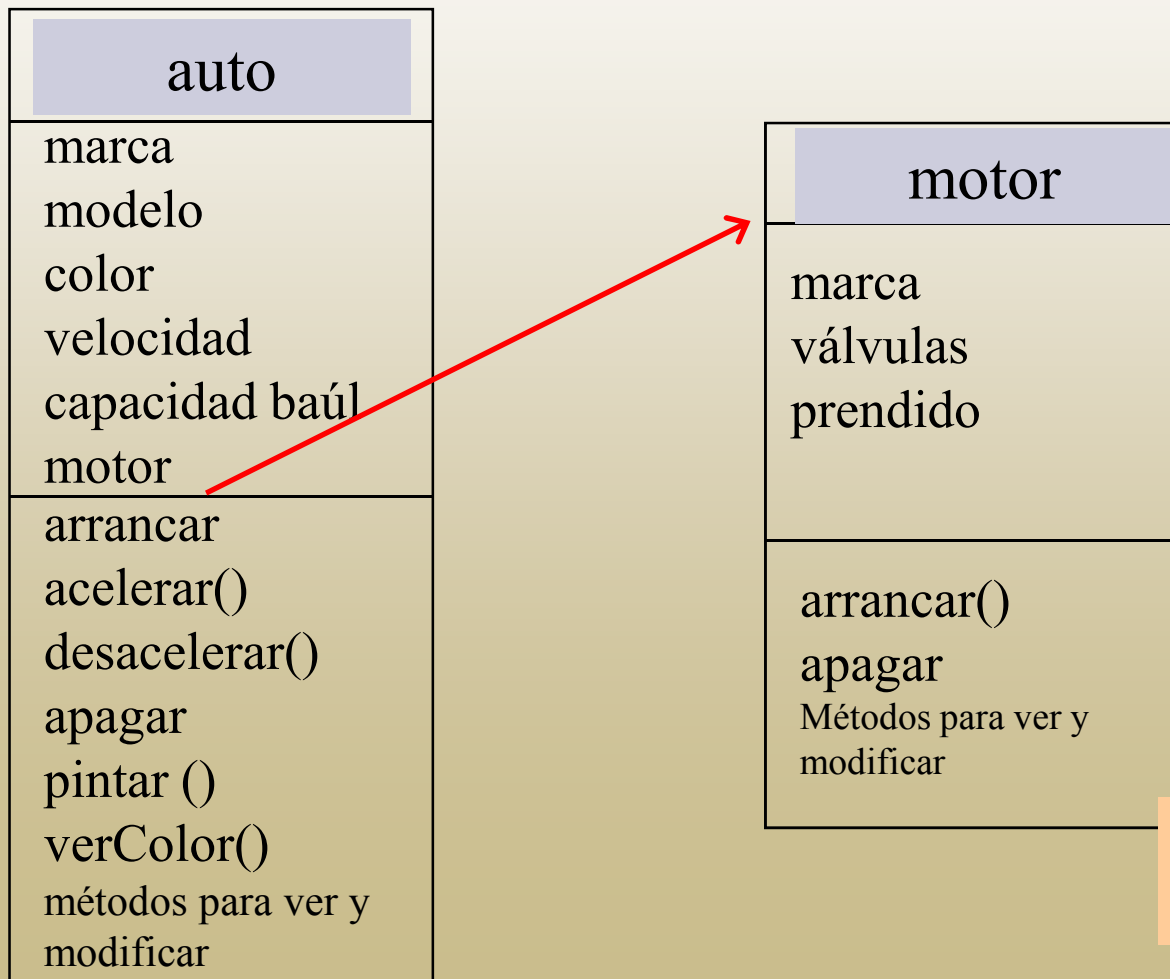 auto
marca
modelo
color
velocidad
capacidad baúl
motor
arrancar
acelerar()
desacelerar()
apagar
pintar ()
verColor()
métodos para ver y
modificar
motor
marca
válvulas
prendido
arrancar()
apagar
Métodos para ver y
modificar